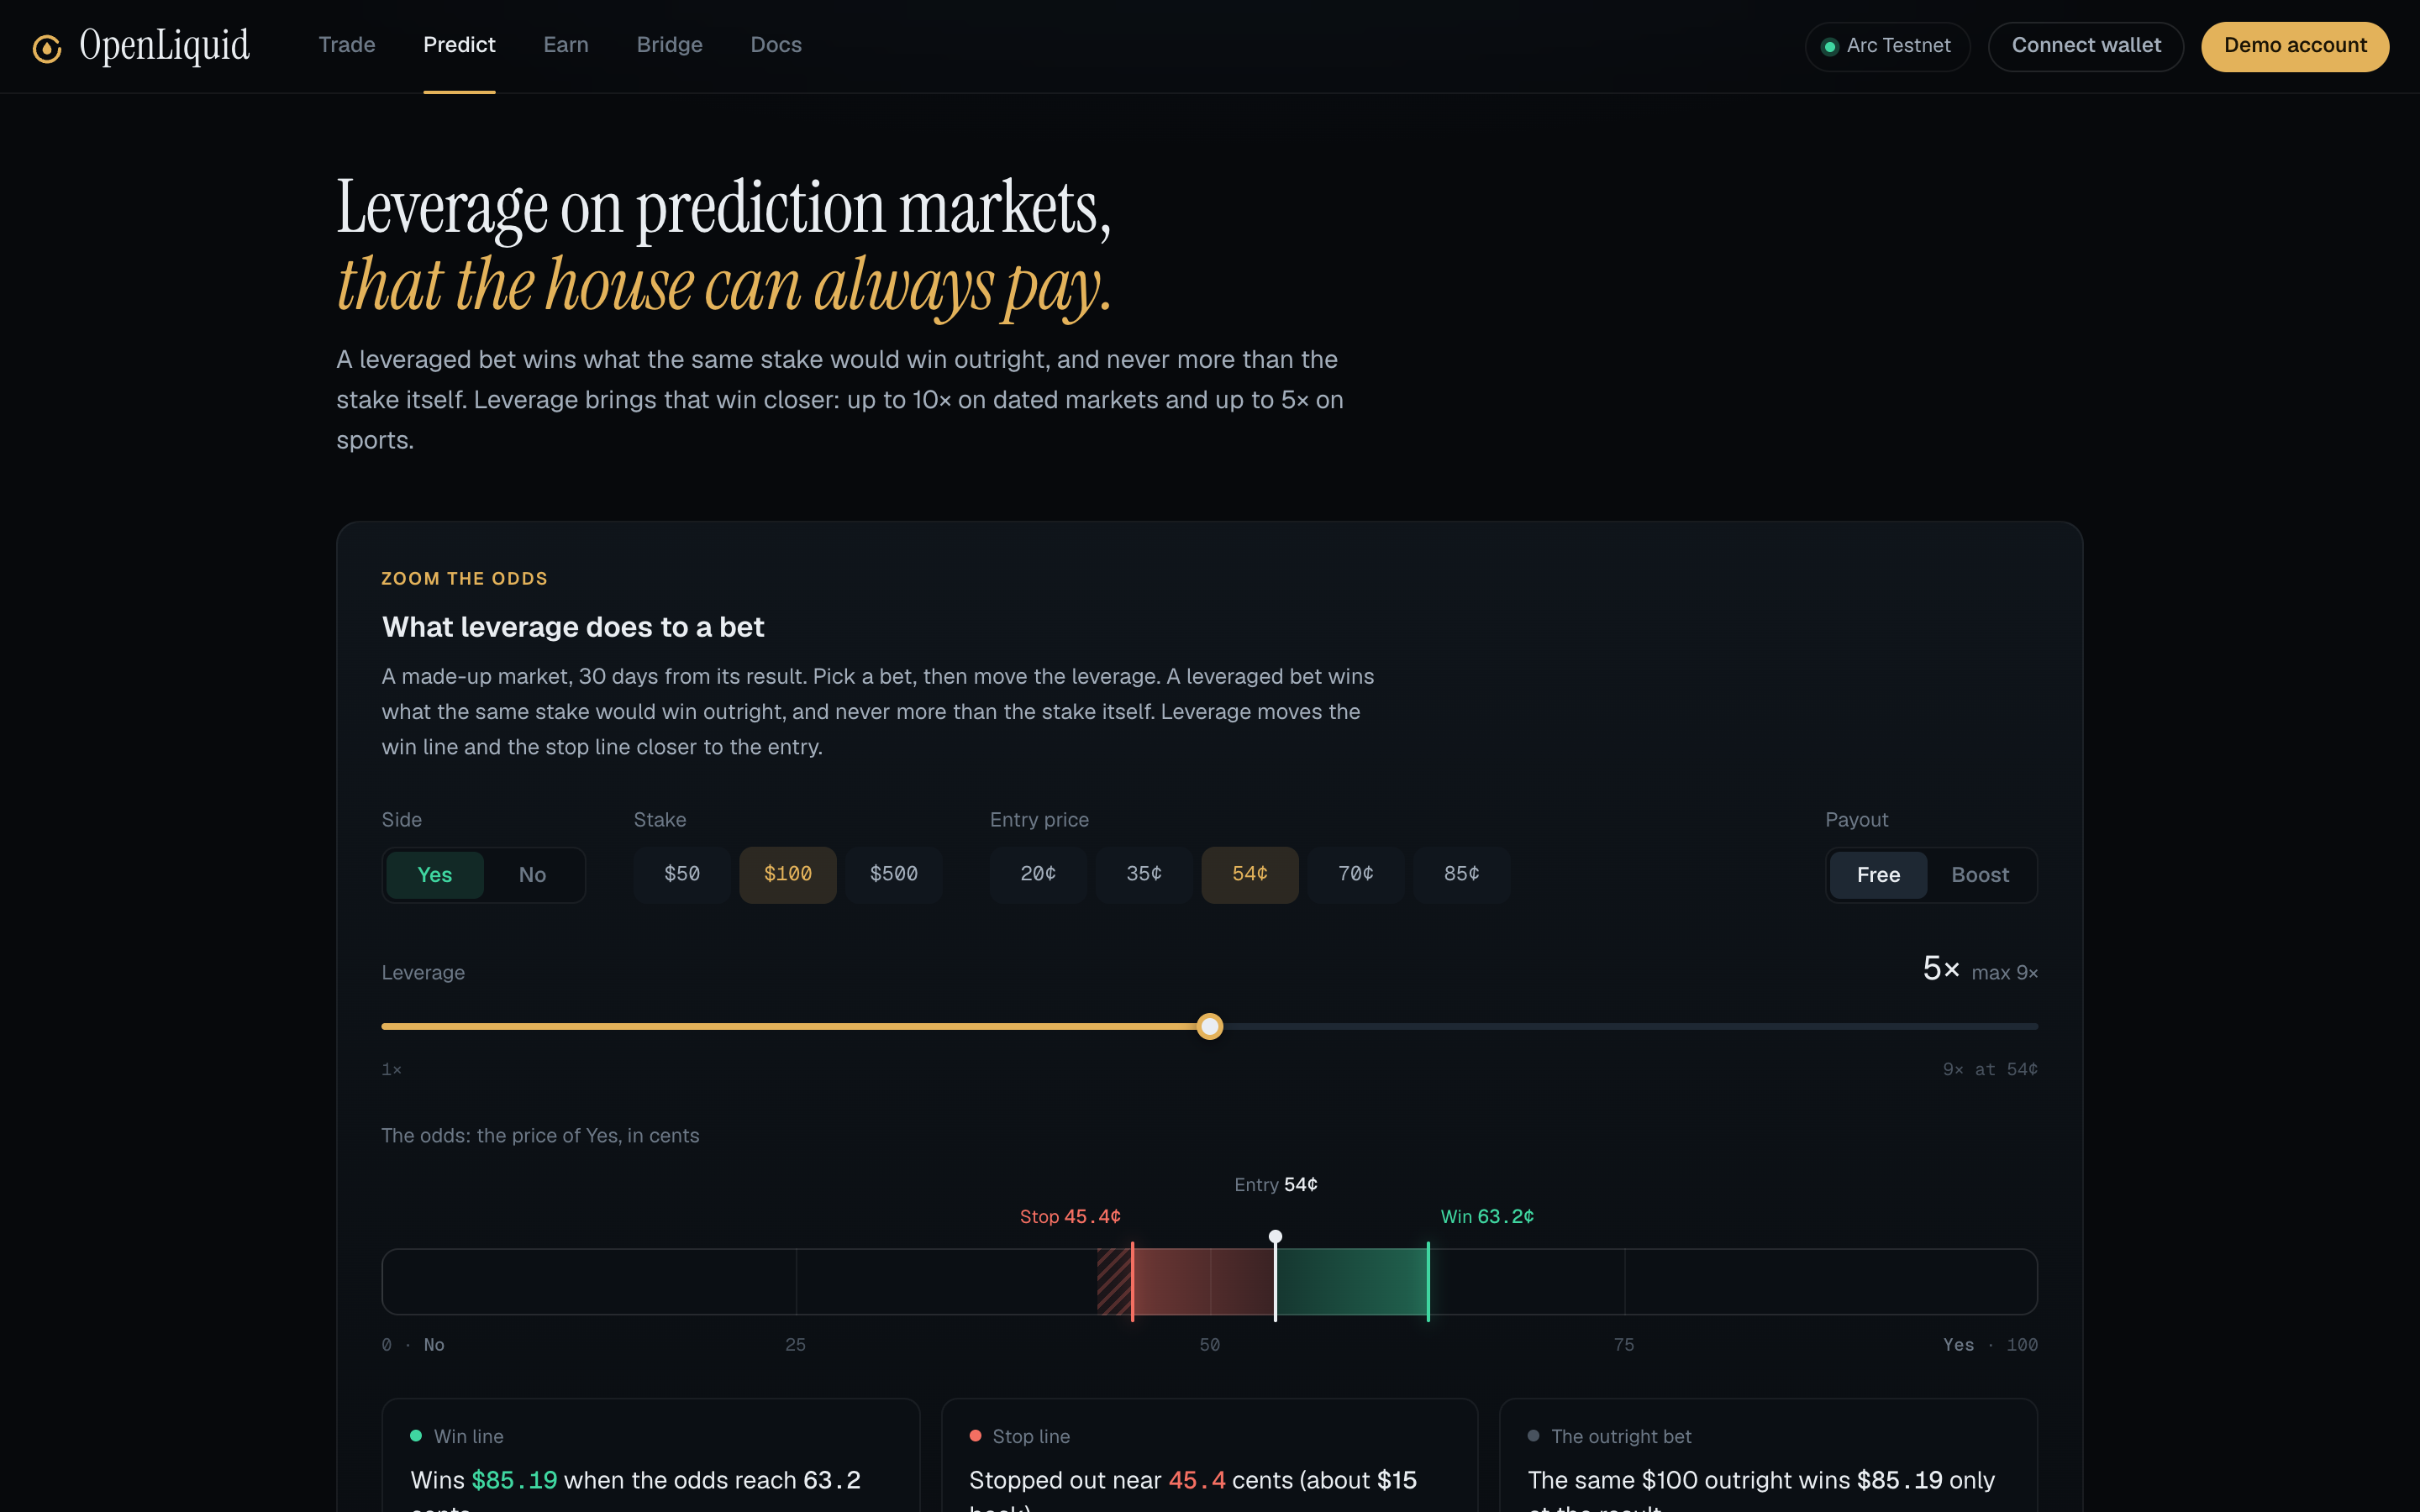 OpenLiquid
Trade
Predict
Earn
Bridge
Docs
Arc Testnet
Connect wallet
Demo account
Leverage on prediction markets,
that the house can always pay.
A leveraged bet wins what the same stake would win outright, and never more than the
stake itself. Leverage brings that win closer: up to 10× on dated markets and up to 5× on
sports.
ZOOM THE ODDS
What leverage does to a bet
A made-up market, 30 days from its result. Pick a bet, then move the leverage. A leveraged bet wins
what the same stake would win outright, and never more than the stake itself. Leverage moves the
win line and the stop line closer to the entry.
Side
Stake
Entry price
Payout
Yes
No
$50
$100
$500
20¢
35¢
54¢
70¢
85¢
Free
Boost
Leverage
5× max 9×
1×
9× at 54¢
The odds: the price of Yes, in cents
Entry 54¢
Stop 45.4¢
Win 63.2¢
0 · No
25
50
75
Yes · 100
Win line
Wins $85.19 when the odds reach 63.2
Stop line
Stopped out near 45.4 cents (about $15
The outright bet
The same $100 outright wins $85.19 only